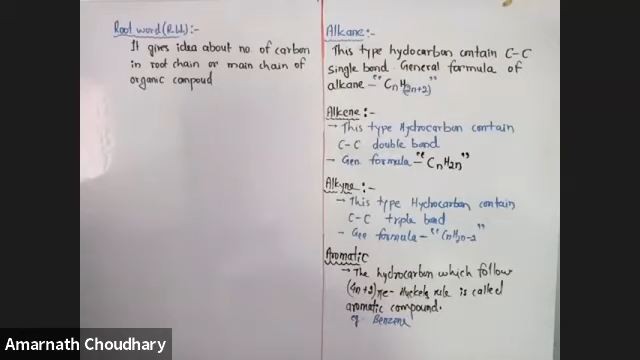 Root word (R.W):-
It gives idea about no. of carbon
in root chain or main chain of
organic compoud
Alkane:-
This type hydocarbon contain C-C
single bond. General formula of
alkane - "CnH(2n+2)"
Alkene:-
→ This type Hydrocarbon contain
C-C double bond
→ Gen formula - "CnH2n"
Alkyne:-
→ This type Hydrocarbon contain
C-C triple bond
→ Gen formula - "CnH2n-2"
Aromatic
→ The hydrocarbon which follow
(4n+2)πe- Huckels rule is called
aromatic compound.
eg. Benzene
Amarnath Choudhary